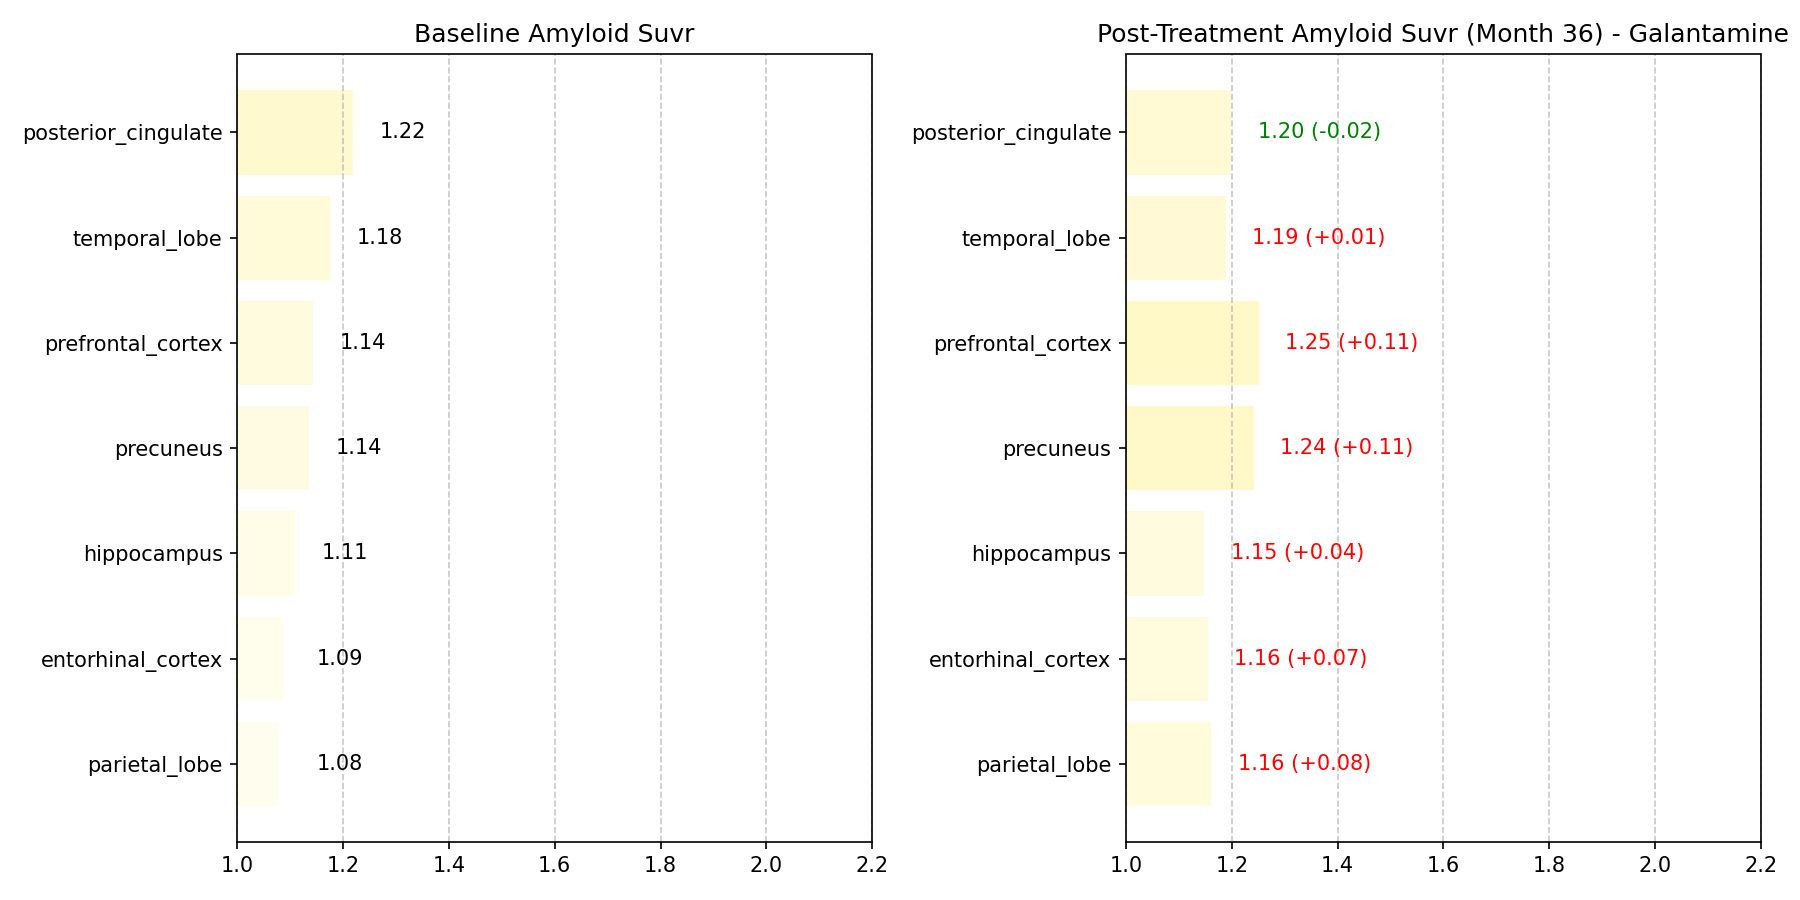 Baseline Amyloid Suvr
posterior_cingulate 1.22
temporal_lobe 1.18
prefrontal_cortex 1.14
precuneus 1.14
hippocampus 1.11
entorhinal_cortex 1.09
parietal_lobe 1.08
1.0 1.2 1.4 1.6 1.8 2.0 2.2
Post-Treatment Amyloid Suvr (Month 36) - Galantamine
posterior_cingulate 1.20 (-0.02)
temporal_lobe 1.19 (+0.01)
prefrontal_cortex 1.25 (+0.11)
precuneus 1.24 (+0.11)
hippocampus 1.15 (+0.04)
entorhinal_cortex 1.16 (+0.07)
parietal_lobe 1.16 (+0.08)
1.0 1.2 1.4 1.6 1.8 2.0 2.2